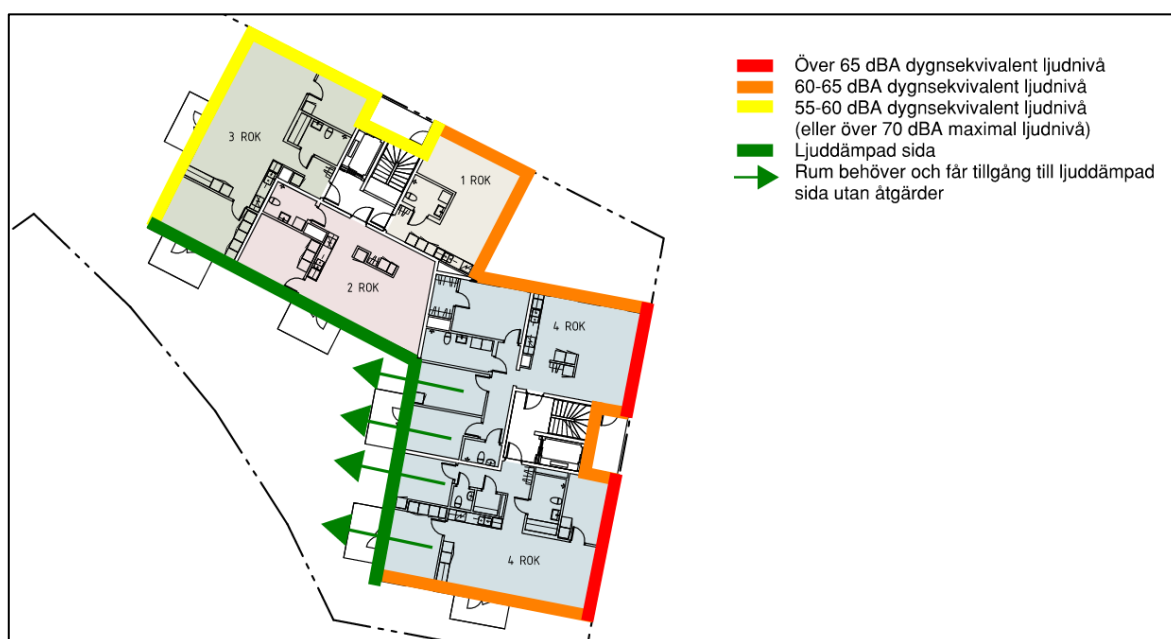 Över 65 dBA dygnsekvivalent ljudnivå
60-65 dBA dygnsekvivalent ljudnivå
55-60 dBA dygnsekvivalent ljudnivå
(eller över 70 dBA maximal ljudnivå)
Ljuddämpad sida
Rum behöver och får tillgång till ljuddämpad
sida utan åtgärder
3 ROK
1 ROK
2 ROK
4 ROK
4 ROK